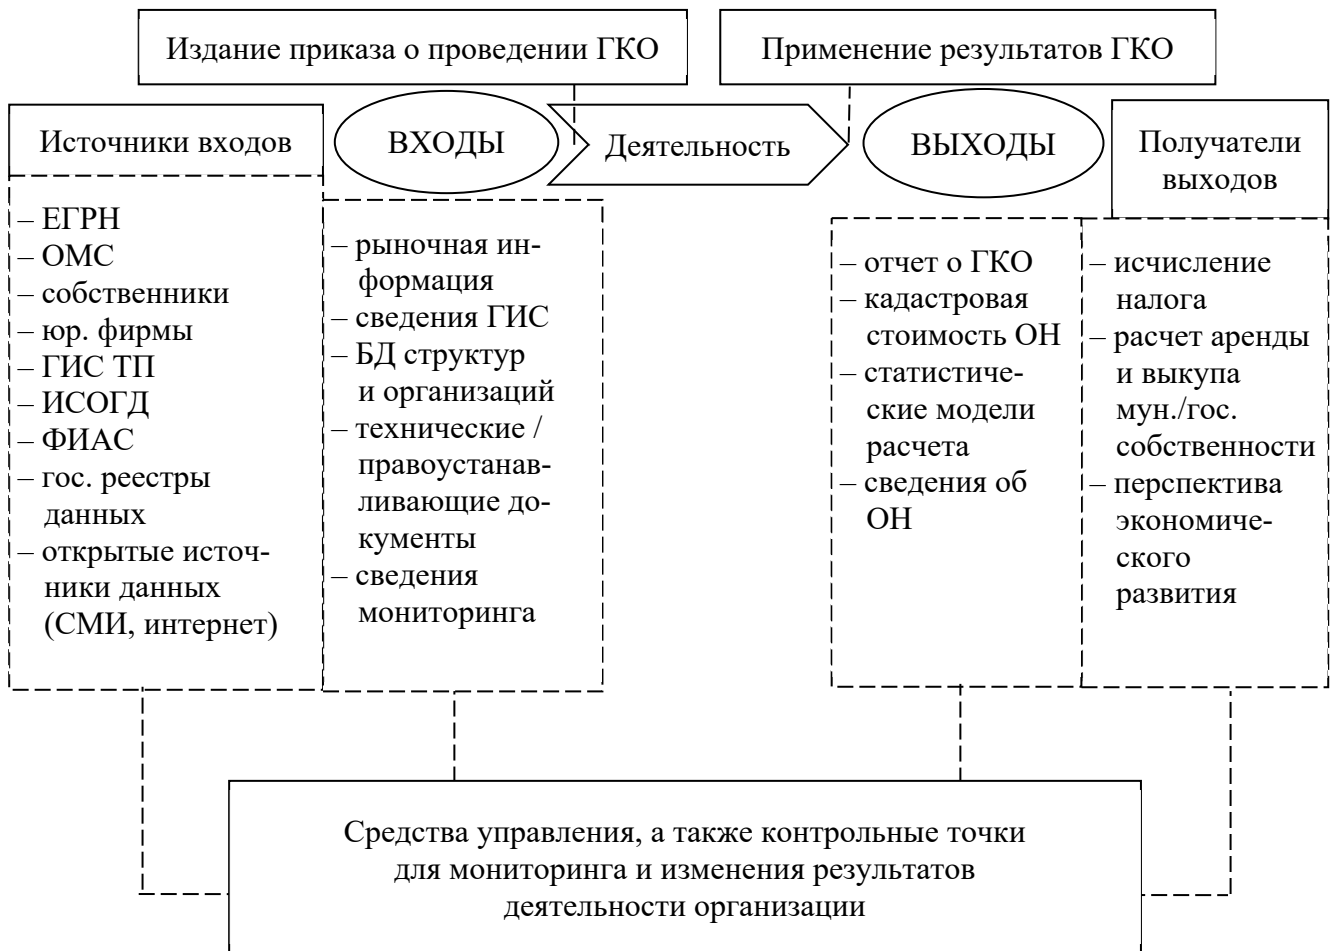 Издание приказа о проведении ГКО
Применение результатов ГКО
Источники входов
ВХОДЫ
Деятельность
ВЫХОДЫ
Получатели
выходов
– ЕГРН
– ОМС
– собственники
– юр. фирмы
– ГИС ТП
– ИСОГД
– ФИАС
– гос. реестры
данных
– открытые источ-
ники данных
(СМИ, интернет)
– рыночная ин-
формация
– сведения ГИС
– БД структур
и организаций
– технические /
правоустанав-
ливающие до-
кументы
– сведения
мониторинга
– отчет о ГКО
– кадастровая
стоимость ОН
– статистиче-
ские модели
расчета
– сведения об
ОН
– исчисление
налога
– расчет аренды
и выкупа
мун./гос.
собственности
– перспектива
экономиче-
ского
развития
Средства управления, а также контрольные точки
для мониторинга и изменения результатов
деятельности организации